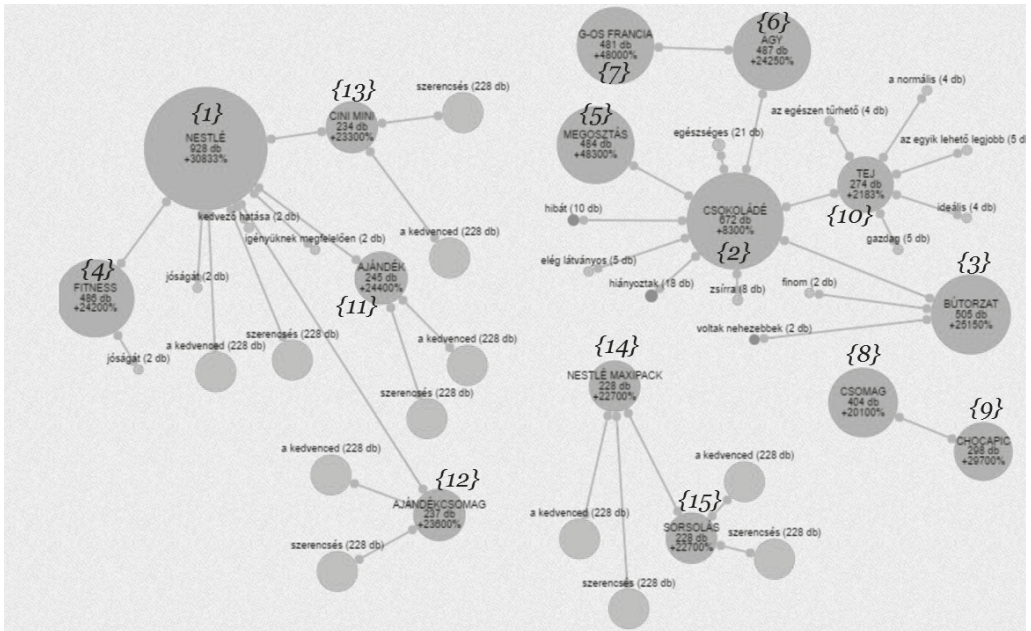 {1}
NESTLÉ
928 db
+30833%
{13}
CINI MINI
234 db
+23300%
szerencsés (228 db)
a kedvenced (228 db)
kedvező hatása (2 db)
igényüknek megfelelően (2 db)
jóságát (2 db)
{4}
FITNESS
486 db
+24200%
jóságát (2 db)
a kedvenced (228 db)
szerencsés (228 db)
AJÁNDÉK
245 db
+24400%
{11}
a kedvenced (228 db)
szerencsés (228 db)
a kedvenced (228 db)
{12}
AJÁNDÉKCSOMAG
237 db
+23600%
szerencsés (228 db)
G-OS FRANCIA
481 db
+48000%
{7}
{6}
AGY
487 db
+24250%
{5}
MEGOSZTÁS
484 db
+48300%
egészséges (21 db)
az egészen tűrhető (4 db)
a normális (4 db)
az egyik lehető legjobb (5 d
TEJ
274 db
+2183%
{10}
ideális (4 db)
gazdag (5 db)
CSOKOLÁDÉ
672 db
+8300%
{2}
hibát (10 db)
elég látványos (5 db)
hiányoztak (18 db)
zsírra (8 db)
finom (2 db)
voltak nehezebbek (2 db)
{3}
BÚTORZAT
505 db
+25150%
{14}
NESTLÉ MAXIPACK
228 db
+22700%
{8}
CSOMAG
404 db
+20100%
{9}
CHOCAPIC
298 db
+29700%
a kedvenced (228 db)
a kedvenced (228 db)
{15}
SORSOLÁS
228 db
+22700%
szerencsés (228 db)
szerencsés (228 db)